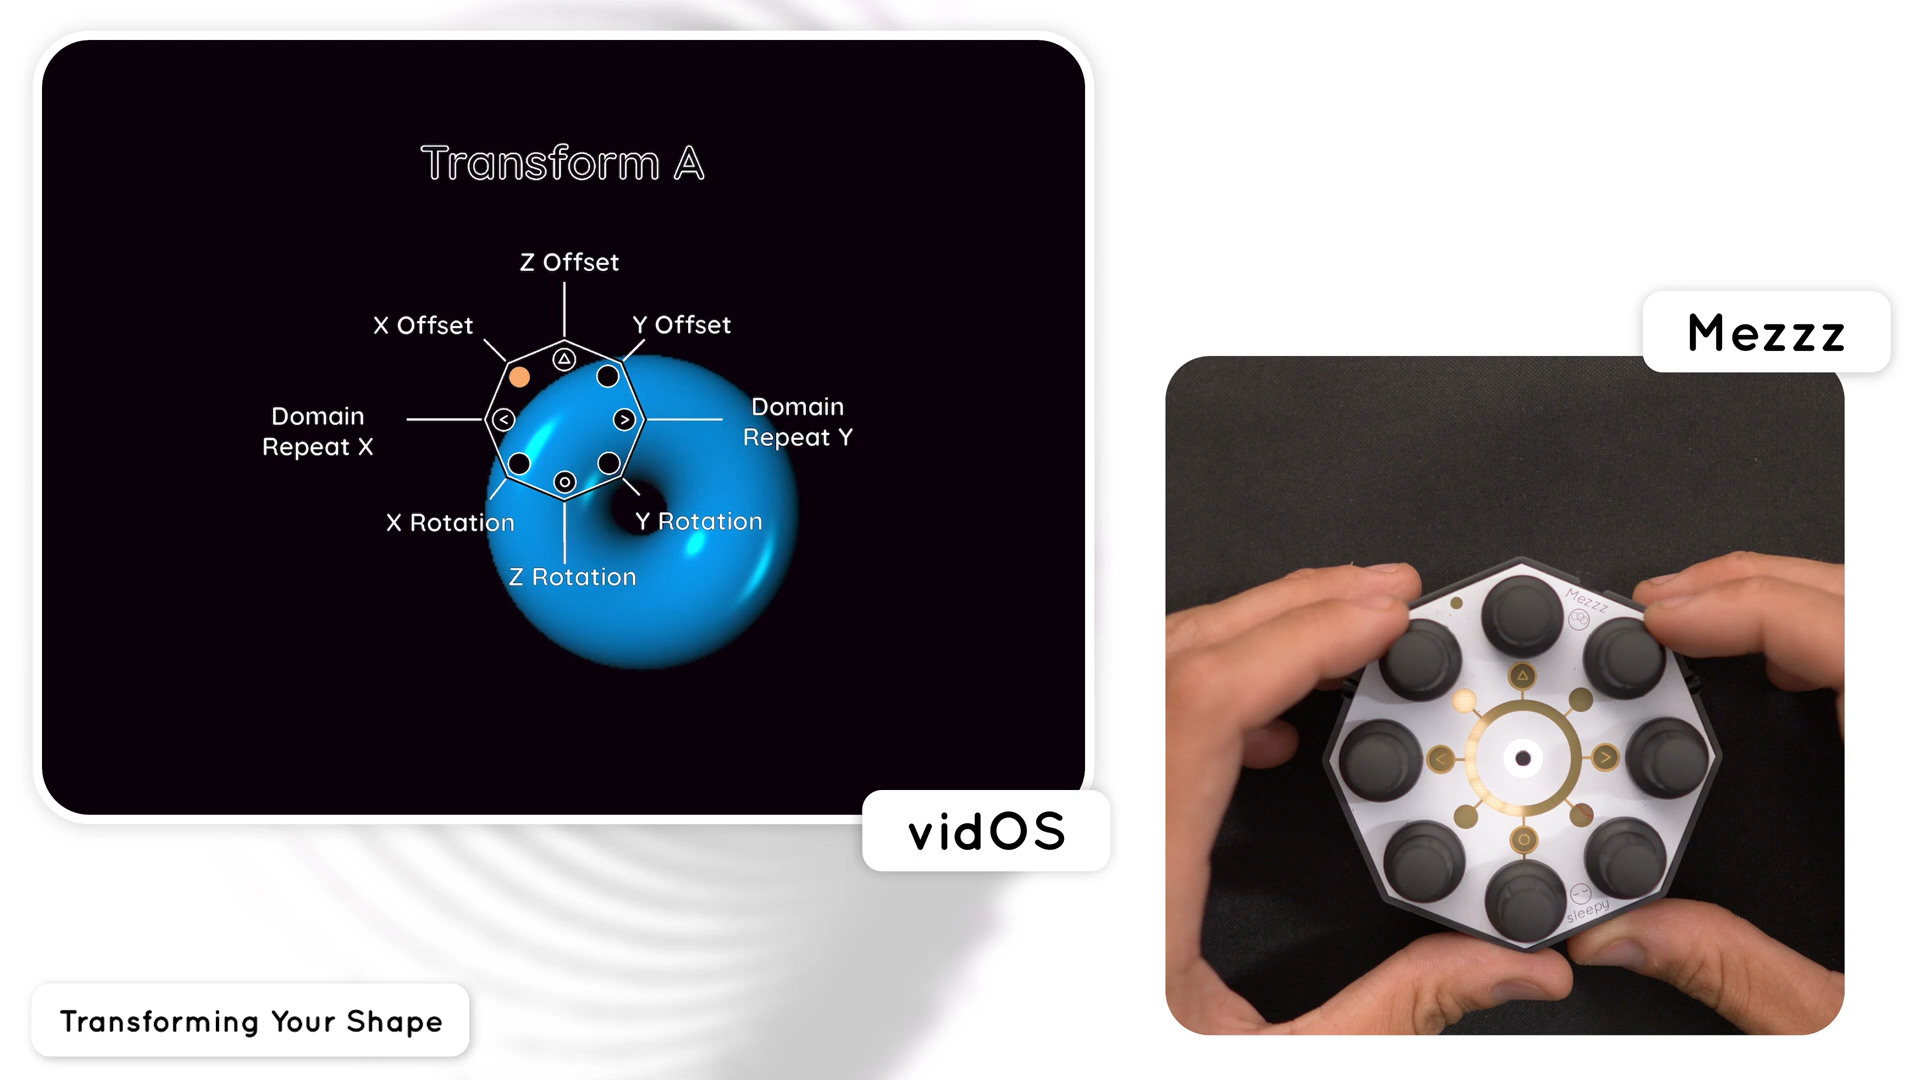 Transform A
Z Offset
X Offset
Y Offset
Domain
Repeat X
Domain
Repeat Y
X Rotation
Y Rotation
Z Rotation
vidOS
Mezzz
Mezzz
sleepy
Transforming Your Shape